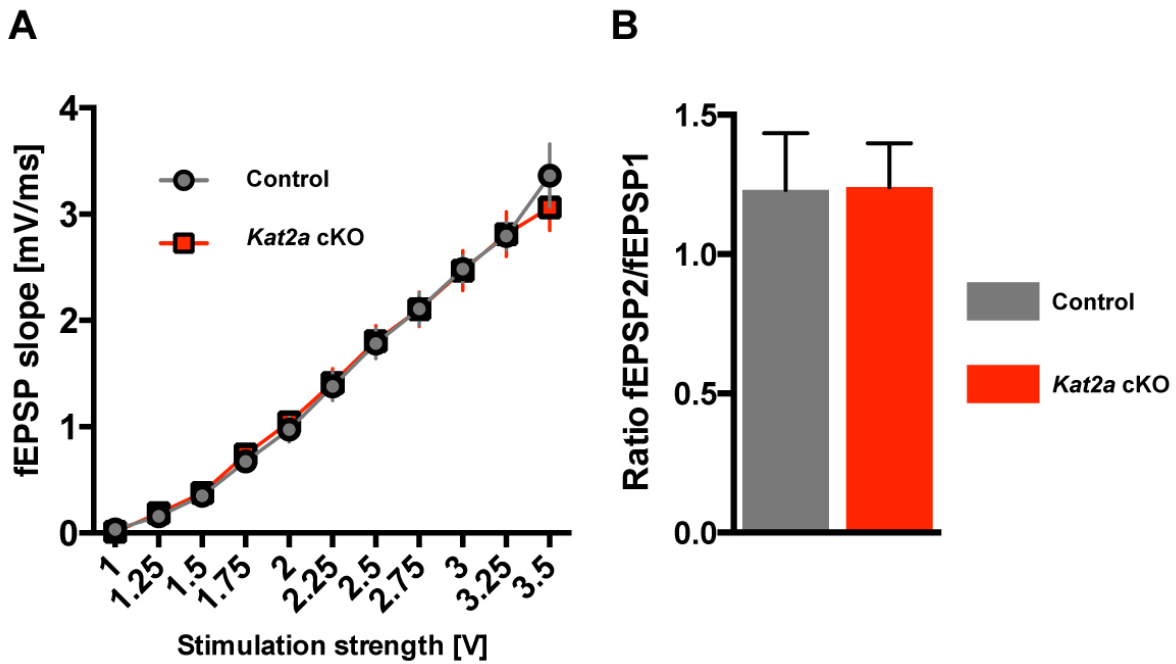 A
fEPSP slope [mV/ms]
4
3
2
1
0
Control
Kat2a cKO
1
1.25
1.5
1.75
2
2.25
2.5
2.75
3
3.25
3.5
Stimulation strength [V]
B
Ratio fEPSP2/fEPSP1
1.5
1.0
0.5
0.0
Control
Kat2a cKO